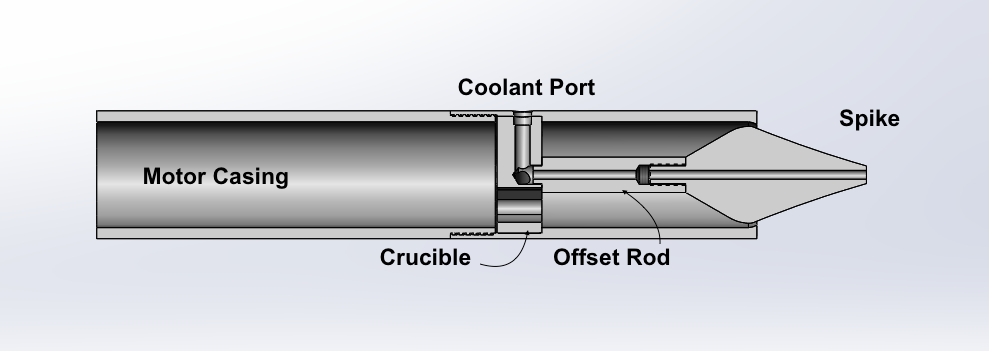 Coolant Port
Spike
Motor Casing
Crucible
Offset Rod